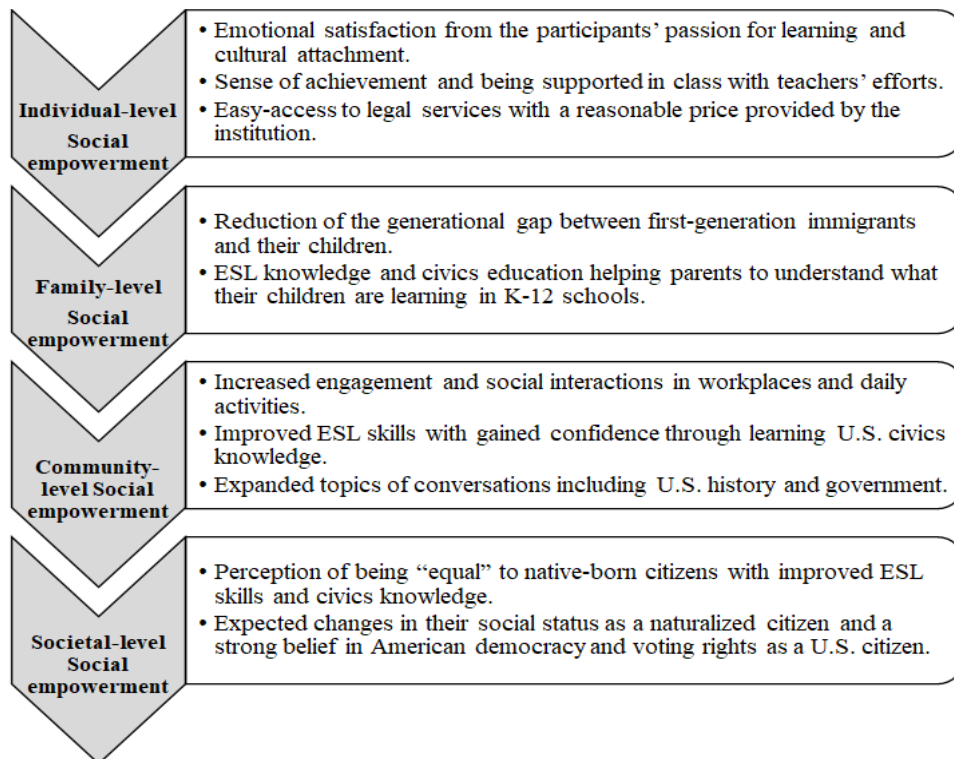 Individual-level
Social
empowerment
• Emotional satisfaction from the participants’ passion for learning and
cultural attachment.
• Sense of achievement and being supported in class with teachers’ efforts.
• Easy-access to legal services with a reasonable price provided by the
institution.
Family-level
Social
empowerment
• Reduction of the generational gap between first-generation immigrants
and their children.
• ESL knowledge and civics education helping parents to understand what
their children are learning in K-12 schools.
Community-
level Social
empowerment
• Increased engagement and social interactions in workplaces and daily
activities.
• Improved ESL skills with gained confidence through learning U.S. civics
knowledge.
• Expanded topics of conversations including U.S. history and government.
Societal-level
Social
empowerment
• Perception of being “equal” to native-born citizens with improved ESL
skills and civics knowledge.
• Expected changes in their social status as a naturalized citizen and a
strong belief in American democracy and voting rights as a U.S. citizen.